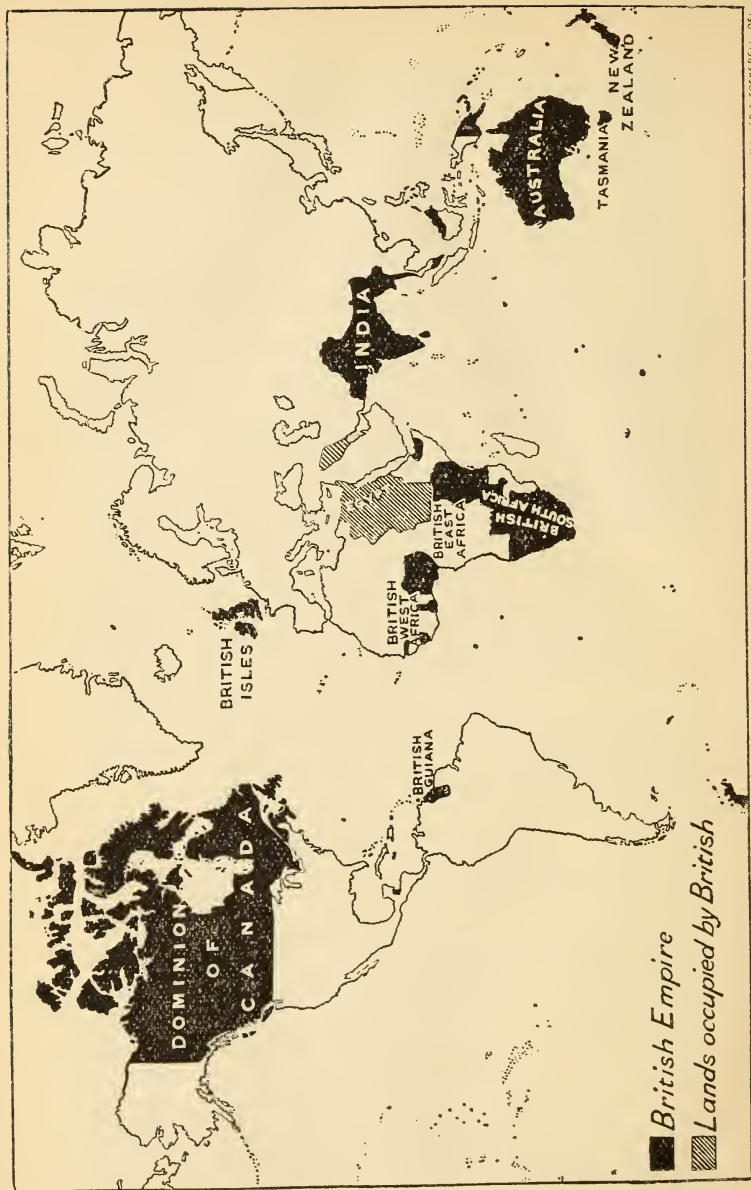 DOMINION
OF
CANADA
BRITISH
ISLES
BRITISH
GUIANA
BRITISH
WEST
AFRICA
BRITISH
EAST
AFRICA
BRITISH
SOUTH AFRICA
INDIA
AUSTRALIA
TASMANIA
NEW
ZEALAND
British Empire
Lands occupied by British